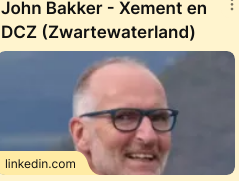 John Bakker - Xement en
DCZ (Zwartewaterland)
linkedin.com